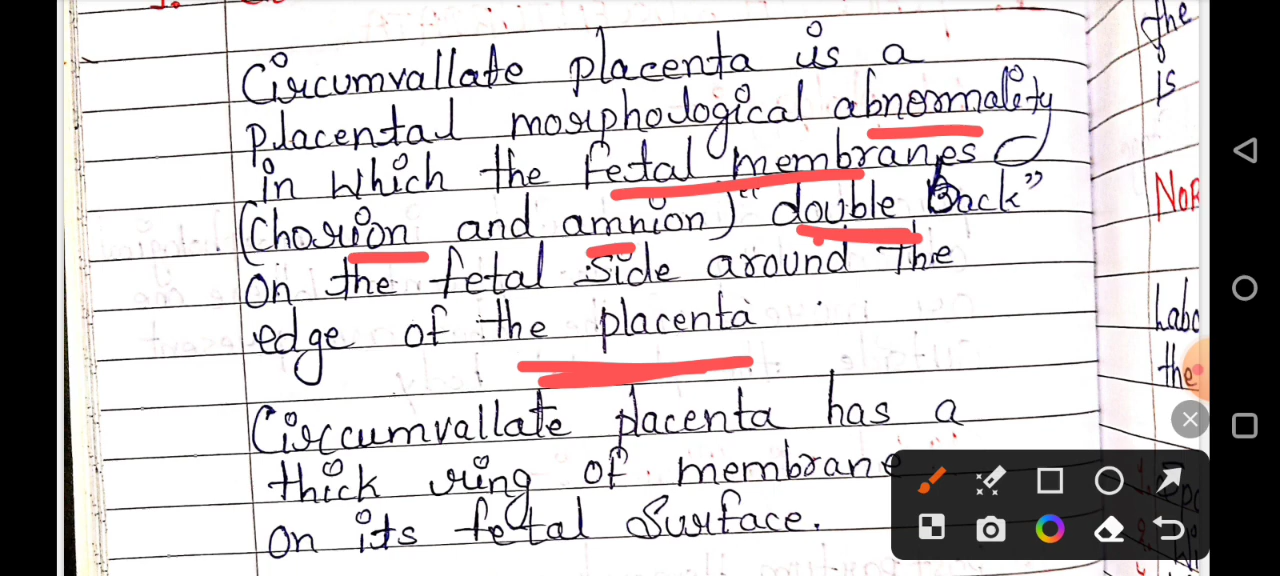 Circumvallate placenta is a
placental morphological abnormality
in which the fetal membranes
(Chorion and amnion) "double back"
on the fetal side around the
edge of the placenta
Circcumvallate placenta has a
thick ring of membrane
on its fetal Surface.
the
is
NOR
Labo
the